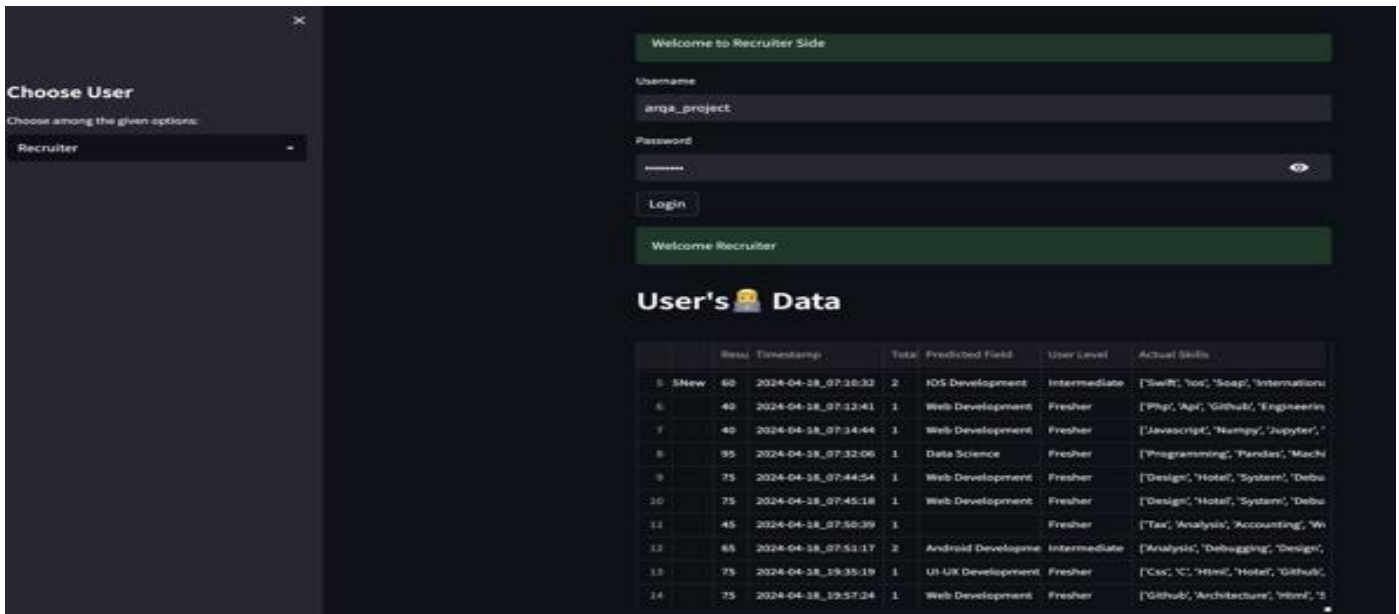 ×
Choose User
Choose among the given options:
Recruiter
Welcome to Recruiter Side
Username
arqa_project
Password
Login
Welcome Recruiter
User's Data
Resu Timestamp Total Predicted Field User Level Actual Skills
5 SNew 60 2024-04-18_07:10:32 2 IOS Development Intermediate ['Swift', 'Ios', 'Soap', 'Internationa
6 40 2024-04-18_07:12:41 1 Web Development Fresher ['Php', 'Api', 'Github', 'Engineerin
7 40 2024-04-18_07:14:44 1 Web Development Fresher ['Javascript', 'Numpy', 'Jupyter', '
8 95 2024-04-18_07:32:06 1 Data Science Fresher ['Programming', 'Pandas', 'Machi
9 75 2024-04-18_07:44:54 1 Web Development Fresher ['Design', 'Hotel', 'System', 'Debu
10 75 2024-04-18_07:45:18 1 Web Development Fresher ['Design', 'Hotel', 'System', 'Debu
11 45 2024-04-18_07:50:39 1 Fresher ['Tax', 'Analysis', 'Accounting', 'We
12 65 2024-04-18_07:51:17 2 Android Developme Intermediate ['Analysis', 'Debugging', 'Design',
13 75 2024-04-18_19:35:19 1 UI-UX Development Fresher ['Css', 'C', 'Html', 'Hotel', 'Github',
14 75 2024-04-18_19:57:24 1 Web Development Fresher ['Github', 'Architecture', 'Html', 'S